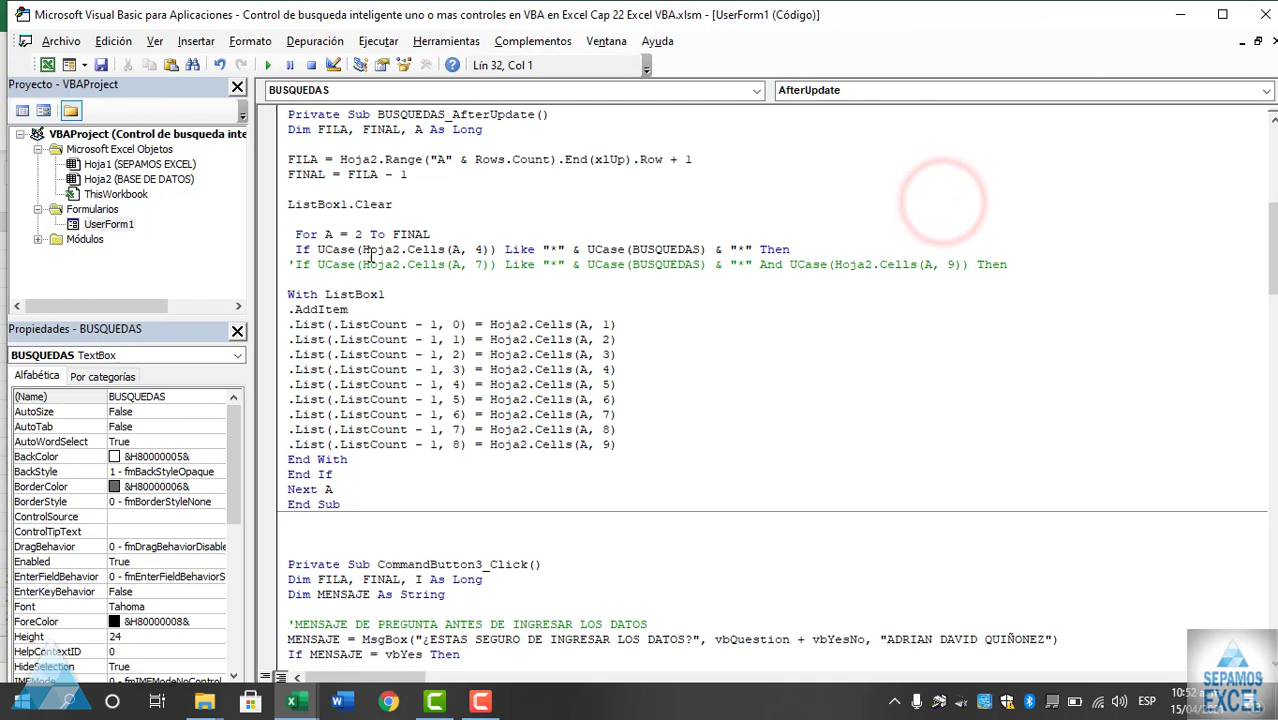 Microsoft Visual Basic para Aplicaciones - Control de busqueda inteligente uno o mas controles en VBA en Excel Cap 22 Excel VBA.xlsm - [UserForm1 (Código)]
Archivo Edición Ver Insertar Formato Depuración Ejecutar Herramientas Complementos Ventana Ayuda
Lín 32, Col 1
Proyecto - VBAProject
VBAProject (Control de busqueda inte
Microsoft Excel Objetos
Hoja1 (SEPAMOS EXCEL)
Hoja2 (BASE DE DATOS)
ThisWorkbook
Formularios
UserForm1
Módulos
Propiedades - BUSQUEDAS
BUSQUEDAS TextBox
Alfabética Por categorías
(Name) BUSQUEDAS
AutoSize False
AutoTab False
AutoWordSelect True
BackColor &H80000005&
BackStyle 1 - fmBackStyleOpaque
BorderColor &H80000006&
BorderStyle 0 - fmBorderStyleNone
ControlSource
ControlTipText
DragBehavior 0 - fmDragBehaviorDisable
Enabled True
EnterFieldBehavior 0 - fmEnterFieldBehaviorS
EnterKeyBehavior False
Font Tahoma
ForeColor &H80000008&
Height 24
HelpContextID 0
HideSelection True
IMEMode 0 - fmIMEModeNoControl
BUSQUEDAS AfterUpdate
Private Sub BUSQUEDAS_AfterUpdate()
Dim FILA, FINAL, A As Long
FILA = Hoja2.Range("A" & Rows.Count).End(xlUp).Row + 1
FINAL = FILA - 1
ListBox1.Clear
For A = 2 To FINAL
If UCase(Hoja2.Cells(A, 4)) Like "*" & UCase(BUSQUEDAS) & "*" Then
'If UCase(Hoja2.Cells(A, 7)) Like "*" & UCase(BUSQUEDAS) & "*" And UCase(Hoja2.Cells(A, 9)) Then
With ListBox1
.AddItem
.List(.ListCount - 1, 0) = Hoja2.Cells(A, 1)
.List(.ListCount - 1, 1) = Hoja2.Cells(A, 2)
.List(.ListCount - 1, 2) = Hoja2.Cells(A, 3)
.List(.ListCount - 1, 3) = Hoja2.Cells(A, 4)
.List(.ListCount - 1, 4) = Hoja2.Cells(A, 5)
.List(.ListCount - 1, 5) = Hoja2.Cells(A, 6)
.List(.ListCount - 1, 6) = Hoja2.Cells(A, 7)
.List(.ListCount - 1, 7) = Hoja2.Cells(A, 8)
.List(.ListCount - 1, 8) = Hoja2.Cells(A, 9)
End With
End If
Next A
End Sub
Private Sub CommandButton3_Click()
Dim FILA, FINAL, I As Long
Dim MENSAJE As String
'MENSAJE DE PREGUNTA ANTES DE INGRESAR LOS DATOS
MENSAJE = MsgBox("¿ESTAS SEGURO DE INGRESAR LOS DATOS?", vbQuestion + vbYesNo, "ADRIAN DAVID QUIÑONEZ")
If MENSAJE = vbYes Then
SEPAMOS
EXCEL
ESP
10:52 a.